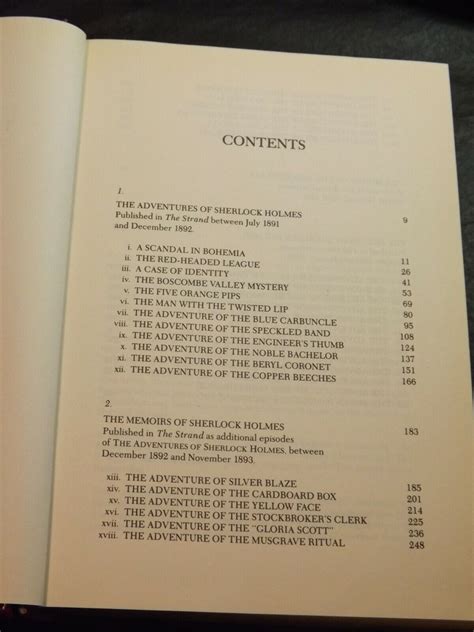 CONTENTS
1.
THE ADVENTURES OF SHERLOCK HOLMES 9
Published in The Strand between July 1891
and December 1892.
i. A SCANDAL IN BOHEMIA 11
ii. THE RED-HEADED LEAGUE 26
iii. A CASE OF IDENTITY 41
iv. THE BOSCOMBE VALLEY MYSTERY 53
v. THE FIVE ORANGE PIPS 69
vi. THE MAN WITH THE TWISTED LIP 80
vii. THE ADVENTURE OF THE BLUE CARBUNCLE 95
viii. THE ADVENTURE OF THE SPECKLED BAND 108
ix. THE ADVENTURE OF THE ENGINEER'S THUMB 124
x. THE ADVENTURE OF THE NOBLE BACHELOR 137
xi. THE ADVENTURE OF THE BERYL CORONET 151
xii. THE ADVENTURE OF THE COPPER BEECHES 166
2.
THE MEMOIRS OF SHERLOCK HOLMES 183
Published in The Strand as additional episodes
of THE ADVENTURES OF SHERLOCK HOLMES, between
December 1892 and November 1893.
xiii. THE ADVENTURE OF SILVER BLAZE 185
xiv. THE ADVENTURE OF THE CARDBOARD BOX 201
xv. THE ADVENTURE OF THE YELLOW FACE 214
xvi. THE ADVENTURE OF THE STOCKBROKER'S CLERK 225
xvii. THE ADVENTURE OF THE "GLORIA SCOTT" 236
xviii. THE ADVENTURE OF THE MUSGRAVE RITUAL 248